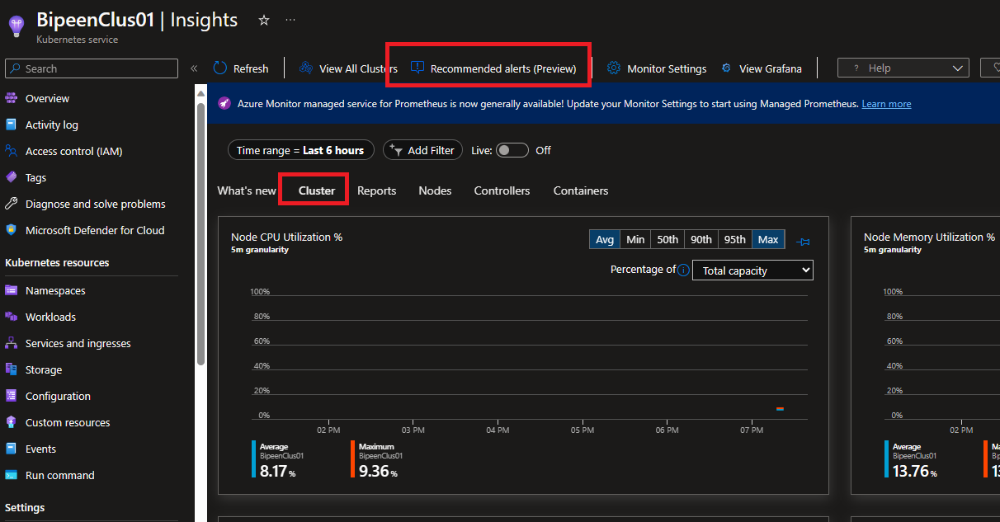 BipeenClus01 | Insights
Kubernetes service
Search
Refresh
View All Clusters
Recommended alerts (Preview)
Monitor Settings
View Grafana
Help
Overview
Activity log
Access control (IAM)
Tags
Diagnose and solve problems
Microsoft Defender for Cloud
Kubernetes resources
Namespaces
Workloads
Services and ingresses
Storage
Configuration
Custom resources
Events
Run command
Settings
Azure Monitor managed service for Prometheus is now generally available! Update your Monitor Settings to start using Managed Prometheus. Learn more
Time range = Last 6 hours
Add Filter
Live: Off
What's new
Cluster
Reports
Nodes
Controllers
Containers
Node CPU Utilization %
5m granularity
Avg Min 50th 90th 95th Max
Percentage of Total capacity
100%
80%
60%
40%
20%
0%
02 PM 03 PM 04 PM 05 PM 06 PM 07 PM
Average
BipeenClus01
8.17 %
Maximum
BipeenClus01
9.36 %
Node Memory Utilization %
5m granularity
100%
80%
60%
40%
20%
0%
02 PM
Average
BipeenClus01
13.76 %